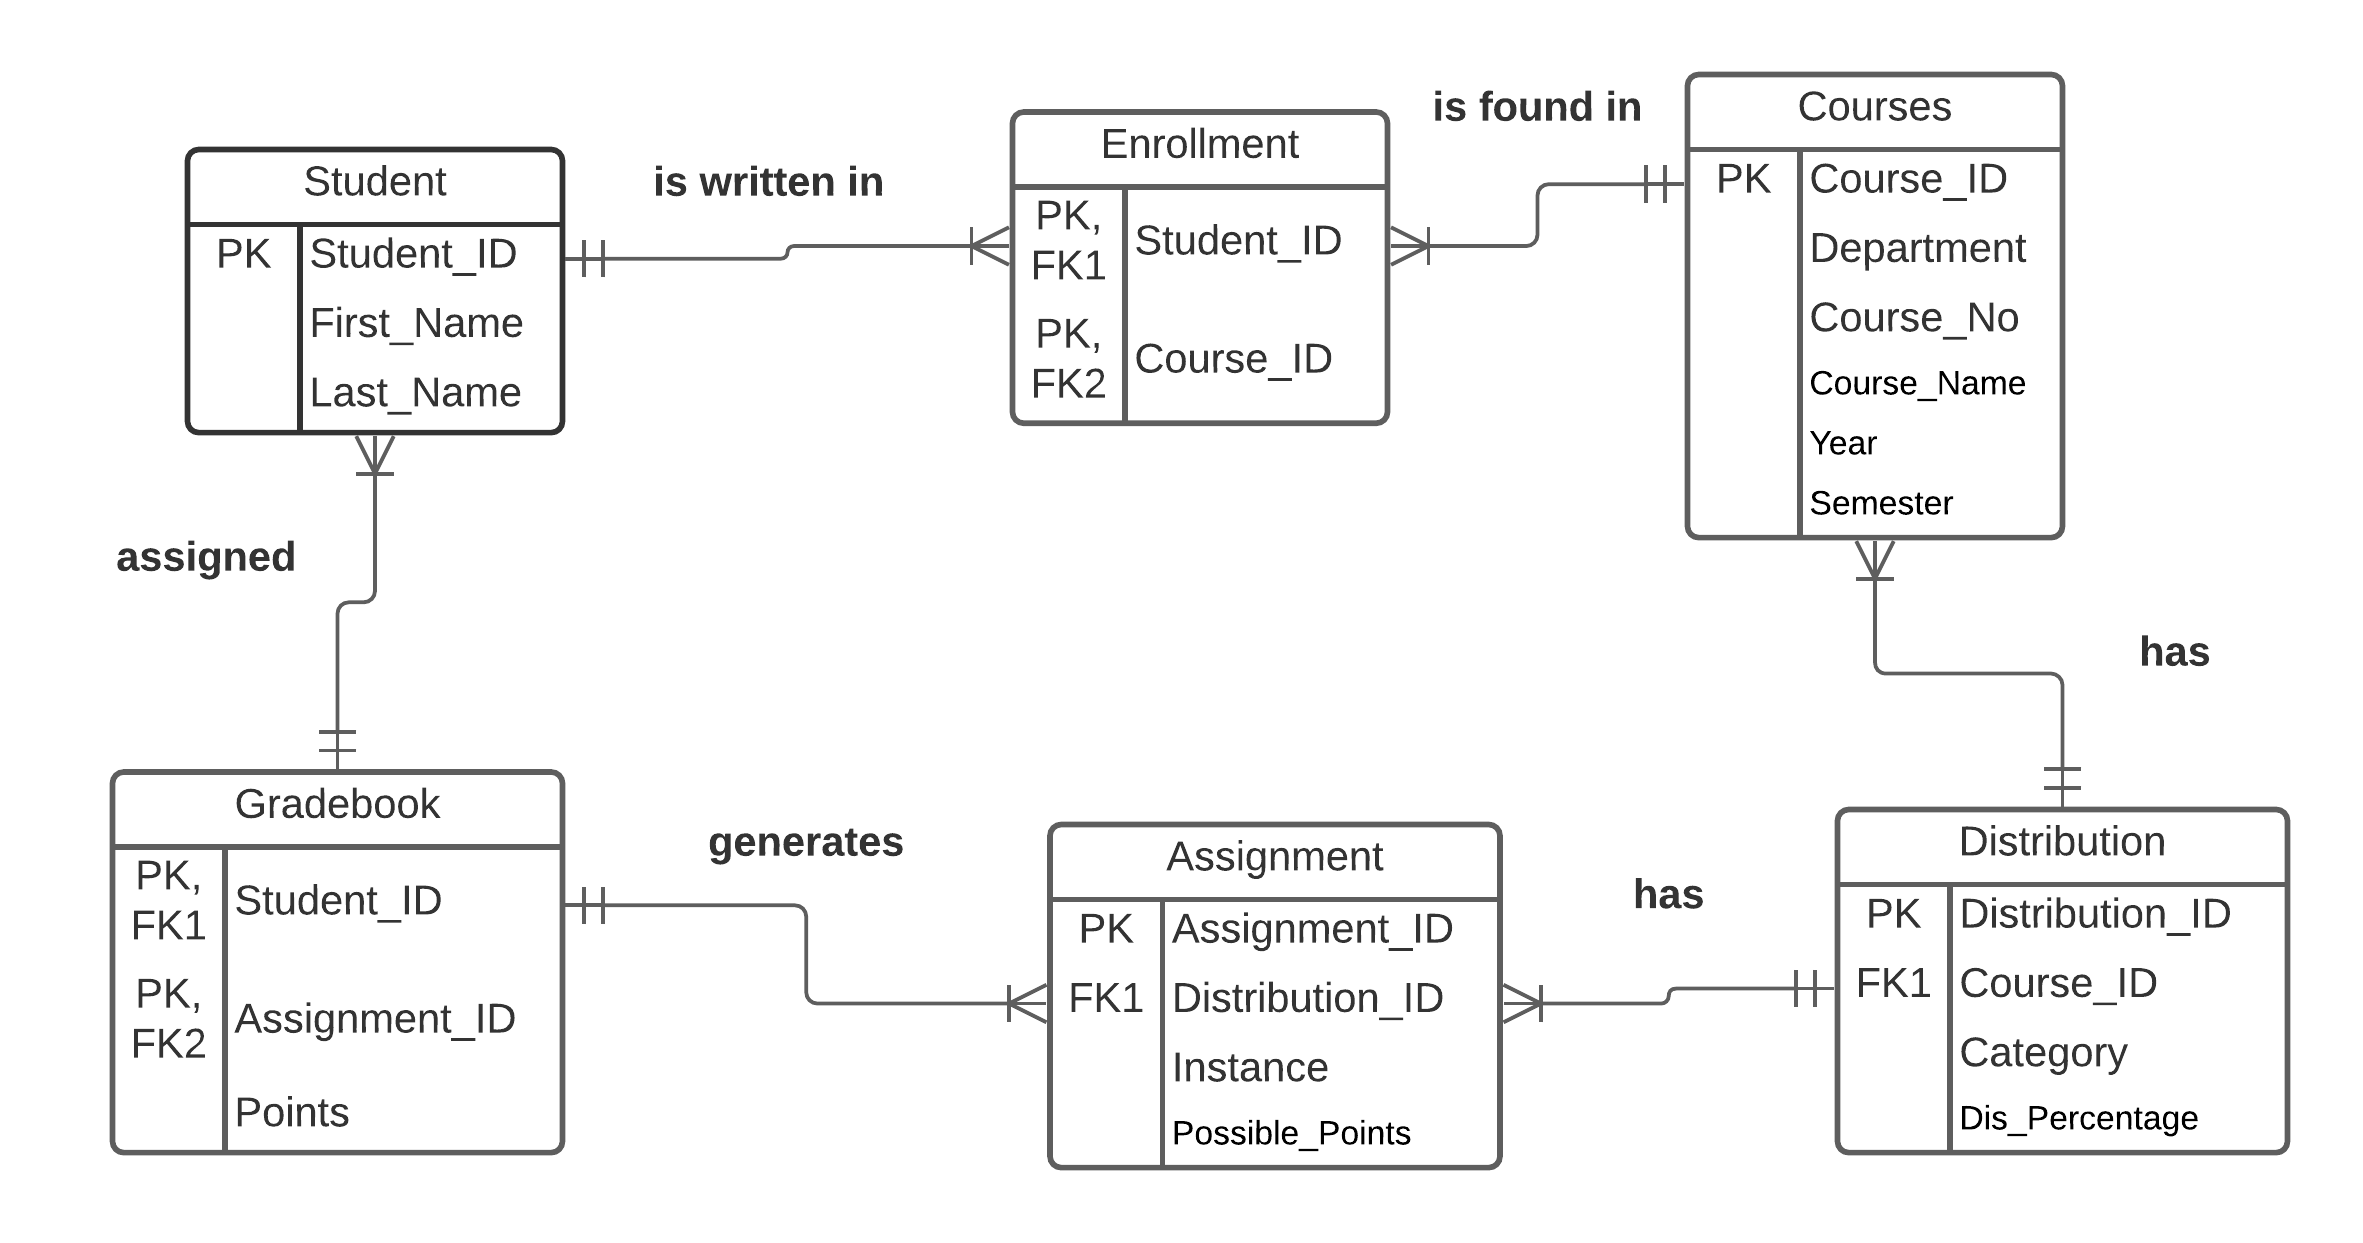 is found in
Courses
PK Course_ID
Department
Course_No
Course_Name
Year
Semester
Enrollment
PK,
FK1
Student_ID
PK,
FK2
Course_ID
is written in
Student
PK Student_ID
First_Name
Last_Name
assigned
has
Gradebook
PK,
FK1
Student_ID
PK,
FK2
Assignment_ID
Points
generates
Assignment
PK Assignment_ID
FK1 Distribution_ID
Instance
Possible_Points
has
Distribution
PK Distribution_ID
FK1 Course_ID
Category
Dis_Percentage